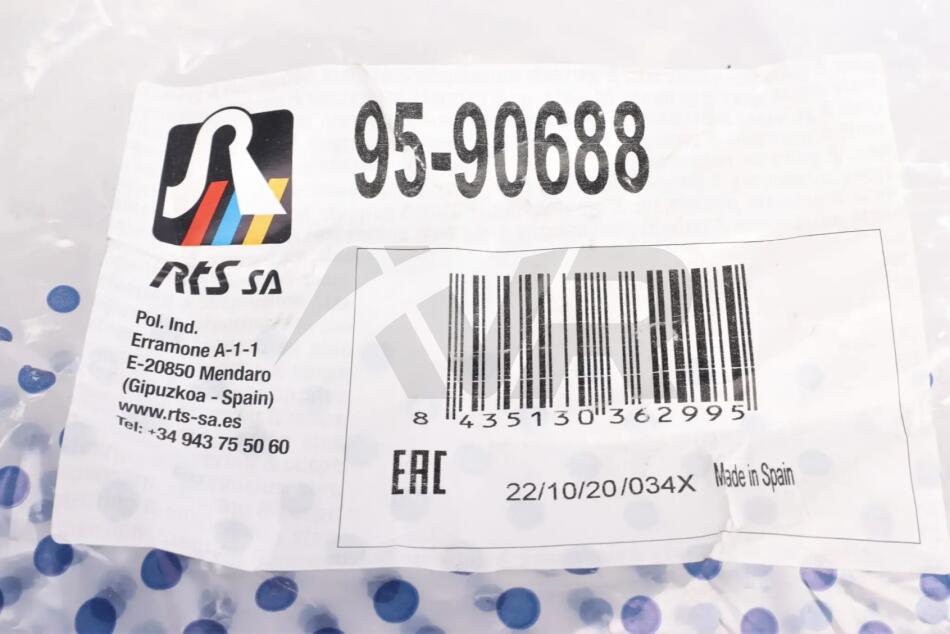 95-90688
RtS SA
Pol. Ind.
Erramone A-1-1
E-20850 Mendaro
(Gipuzkoa - Spain)
www.rts-sa.es
Tel: +34 943 75 50 60
8 435130 362995
EAC
22/10/20/034X Made in Spain